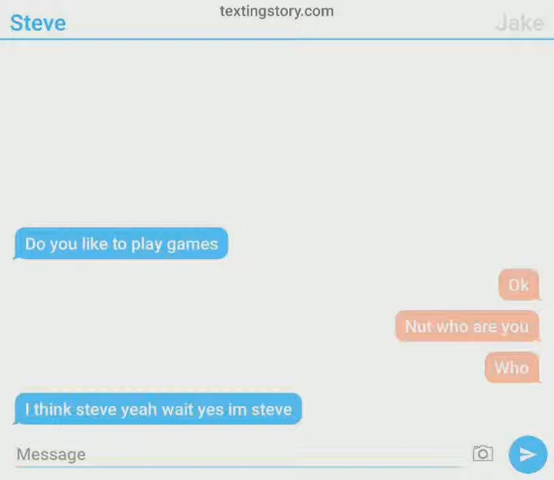 textingstory.com
Steve
Jake
Do you like to play games
Ok
Nut who are you
Who
I think steve yeah wait yes im steve
Message